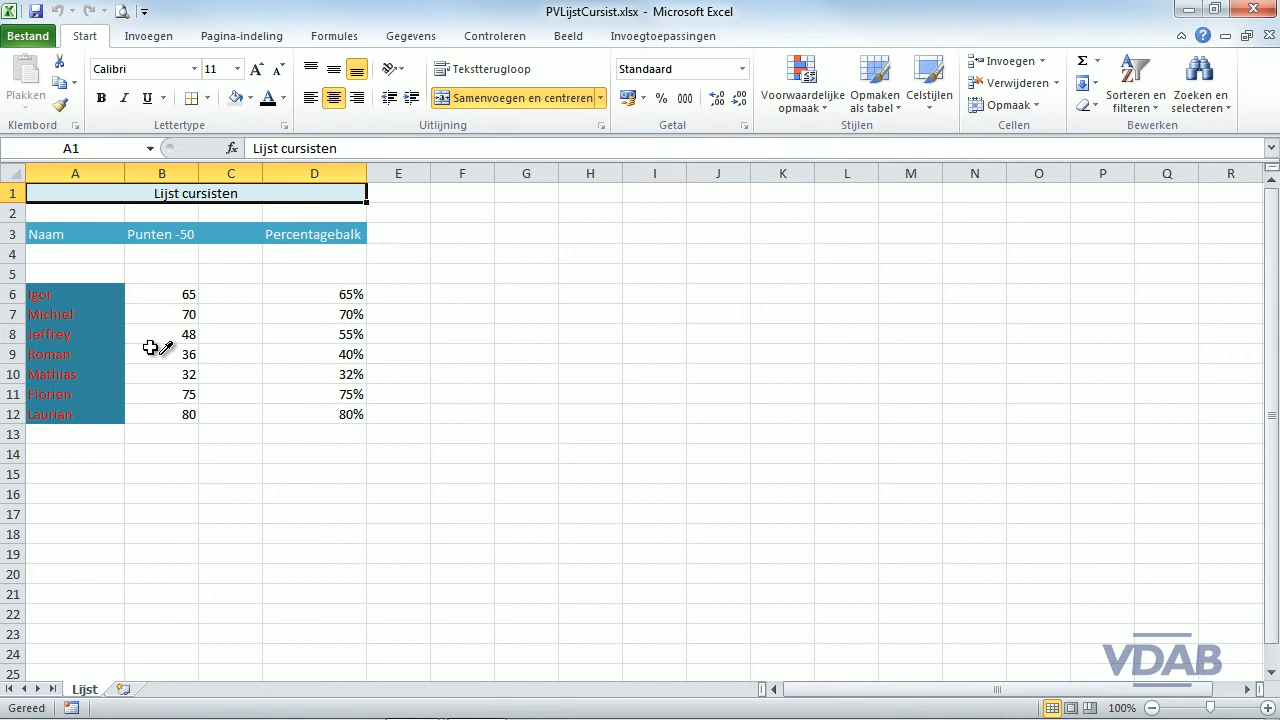 PVLijstCursist.xlsx - Microsoft Excel
Bestand Start Invoegen Pagina-indeling Formules Gegevens Controleren Beeld Invoegtoepassingen
Plakken
Klembord
Calibri 11
Lettertype
Tekstterugloop
Samenvoegen en centreren
Uitlijning
Standaard
% 000
Getal
Voorwaardelijke opmaak
Opmaken als tabel
Celstijlen
Stijlen
Invoegen
Verwijderen
Opmaak
Cellen
Sorteren en filteren
Zoeken en selecteren
Bewerken
A1 fx Lijst cursisten
A B C D E F G H I J K L M N O P Q R
1 Lijst cursisten
2
3 Naam Punten -50 Percentagebalk
4
5
6 Igor 65 65%
7 Michiel 70 70%
8 Jeffrey 48 55%
9 Roman 36 40%
10 Mathias 32 32%
11 Florien 75 75%
12 Laurian 80 80%
13
14
15
16
17
18
19
20
21
22
23
24
25
VDAB
Lijst
Gereed 100%